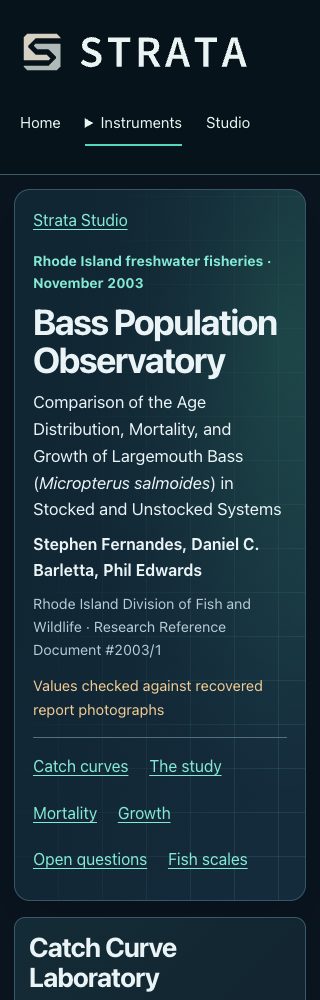 STRATA
Home
▶ Instruments
Studio
Strata Studio
Rhode Island freshwater fisheries ·
November 2003
Bass Population
Observatory
Comparison of the Age
Distribution, Mortality, and
Growth of Largemouth Bass
(Micropterus salmoides) in
Stocked and Unstocked Systems
Stephen Fernandes, Daniel C.
Barletta, Phil Edwards
Rhode Island Division of Fish and
Wildlife · Research Reference
Document #2003/1
Values checked against recovered
report photographs
Catch curves
The study
Mortality
Growth
Open questions
Fish scales
Catch Curve
Laboratory